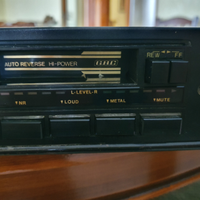 REW FF
AUTO REVERSE HI-POWER
L-LEVEL-R
NR LOUD METAL MUTE